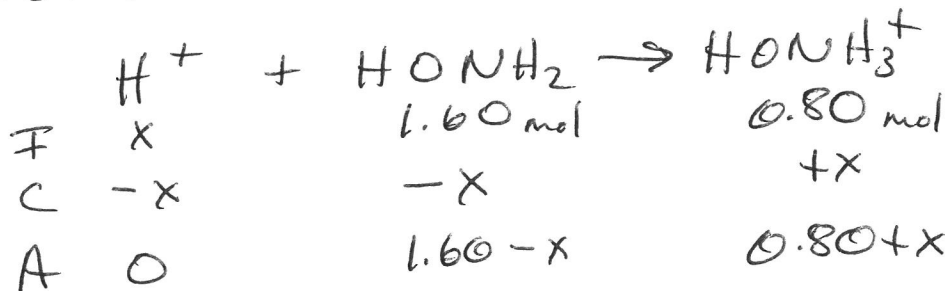 H⁺ + HONH₂ → HONH₃⁺
1.60 mol 0.80 mol
I X
C -X -X +X
A 0 1.60-X 0.80+X